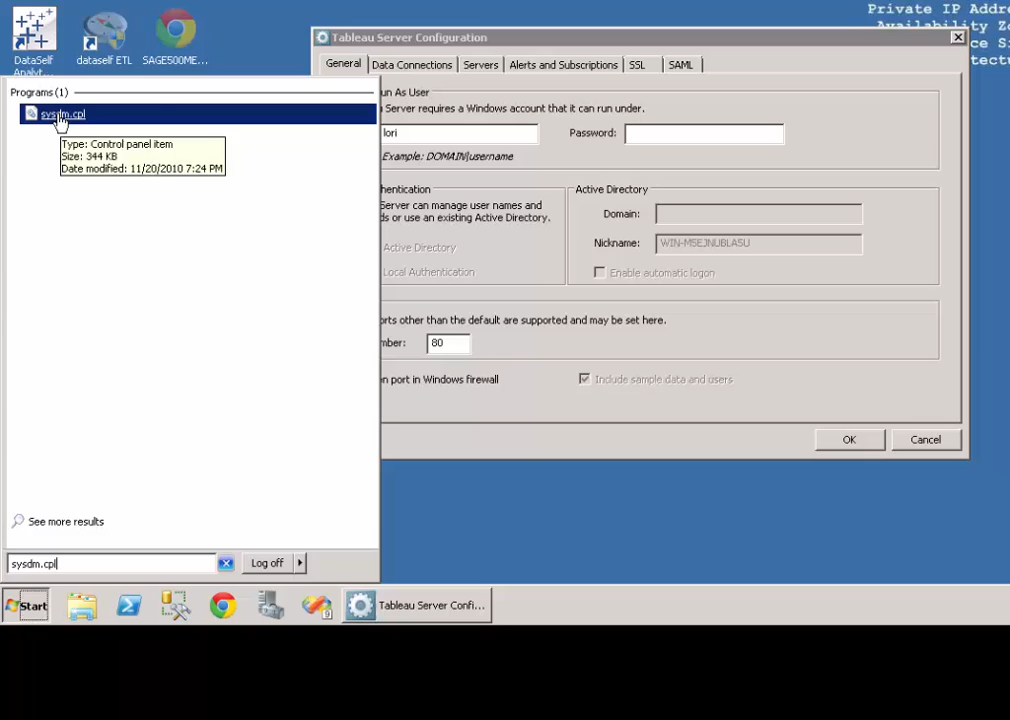 Private IP Addre
Availability Zo
ce Si
tectu
DataSelf
Analyt...
dataself ETL
SAGE500ME...
Programs (1)
sysdm.cpl
Type: Control panel item
Size: 344 KB
Date modified: 11/20/2010 7:24 PM
See more results
sysdm.cpl
Log off
Tableau Server Configuration
General
Data Connections
Servers
Alerts and Subscriptions
SSL
SAML
un As User
Server requires a Windows account that it can run under.
lori
Password:
Example: DOMAIN\username
hentication
Server can manage user names and
ds or use an existing Active Directory.
Active Directory
Local Authentication
Active Directory
Domain:
Nickname:
WIN-MSEJNUBLASU
Enable automatic logon
orts other than the default are supported and may be set here.
mber:
80
n port in Windows firewall
Include sample data and users
OK
Cancel
Start
Tableau Server Confi...